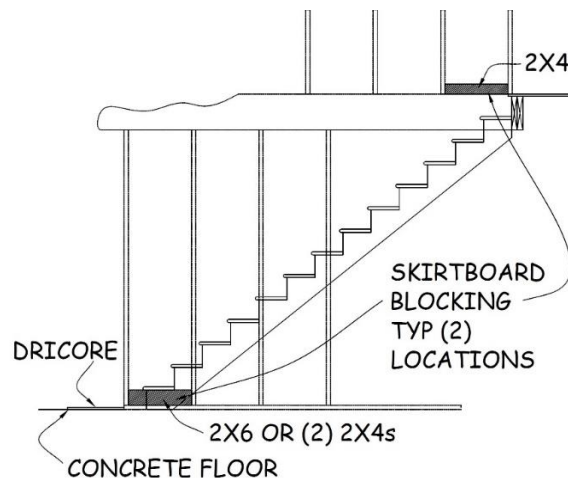 2X4
SKIRTBOARD
BLOCKING
TYP (2)
LOCATIONS
DRICORE
2X6 OR (2) 2X4s
CONCRETE FLOOR